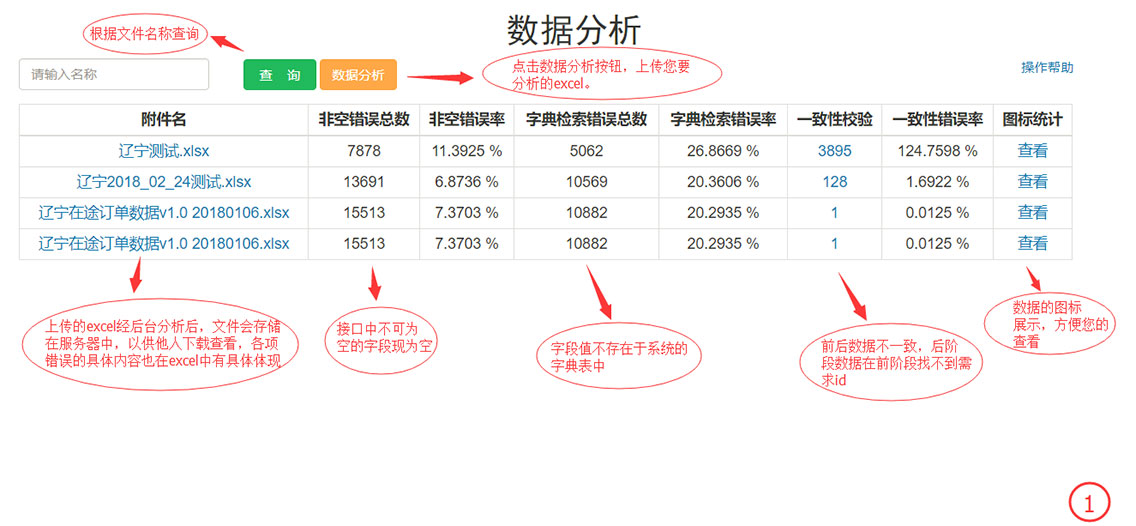 数据分析
根据文件名称查询
请输入名称
查 询
数据分析
点击数据分析按钮，上传您要
分析的excel。
操作帮助
附件名 非空错误总数 非空错误率 字典检索错误总数 字典检索错误率 一致性校验 一致性错误率 图标统计
辽宁测试.xlsx 7878 11.3925 % 5062 26.8669 % 3895 124.7598 % 查看
辽宁2018_02_24测试.xlsx 13691 6.8736 % 10569 20.3606 % 128 1.6922 % 查看
辽宁在途订单数据v1.0 20180106.xlsx 15513 7.3703 % 10882 20.2935 % 1 0.0125 % 查看
辽宁在途订单数据v1.0 20180106.xlsx 15513 7.3703 % 10882 20.2935 % 1 0.0125 % 查看
上传的excel经后台分析后，文件会存储
在服务器中，以供他人下载查看，各项
错误的具体内容也在excel中有具体体现
接口中不可为
空的字段现为空
字段值不存在于系统的
字典表中
前后数据不一致，后阶
段数据在前阶段找不到需
求id
数据的图标
展示，方便您的
查看
1